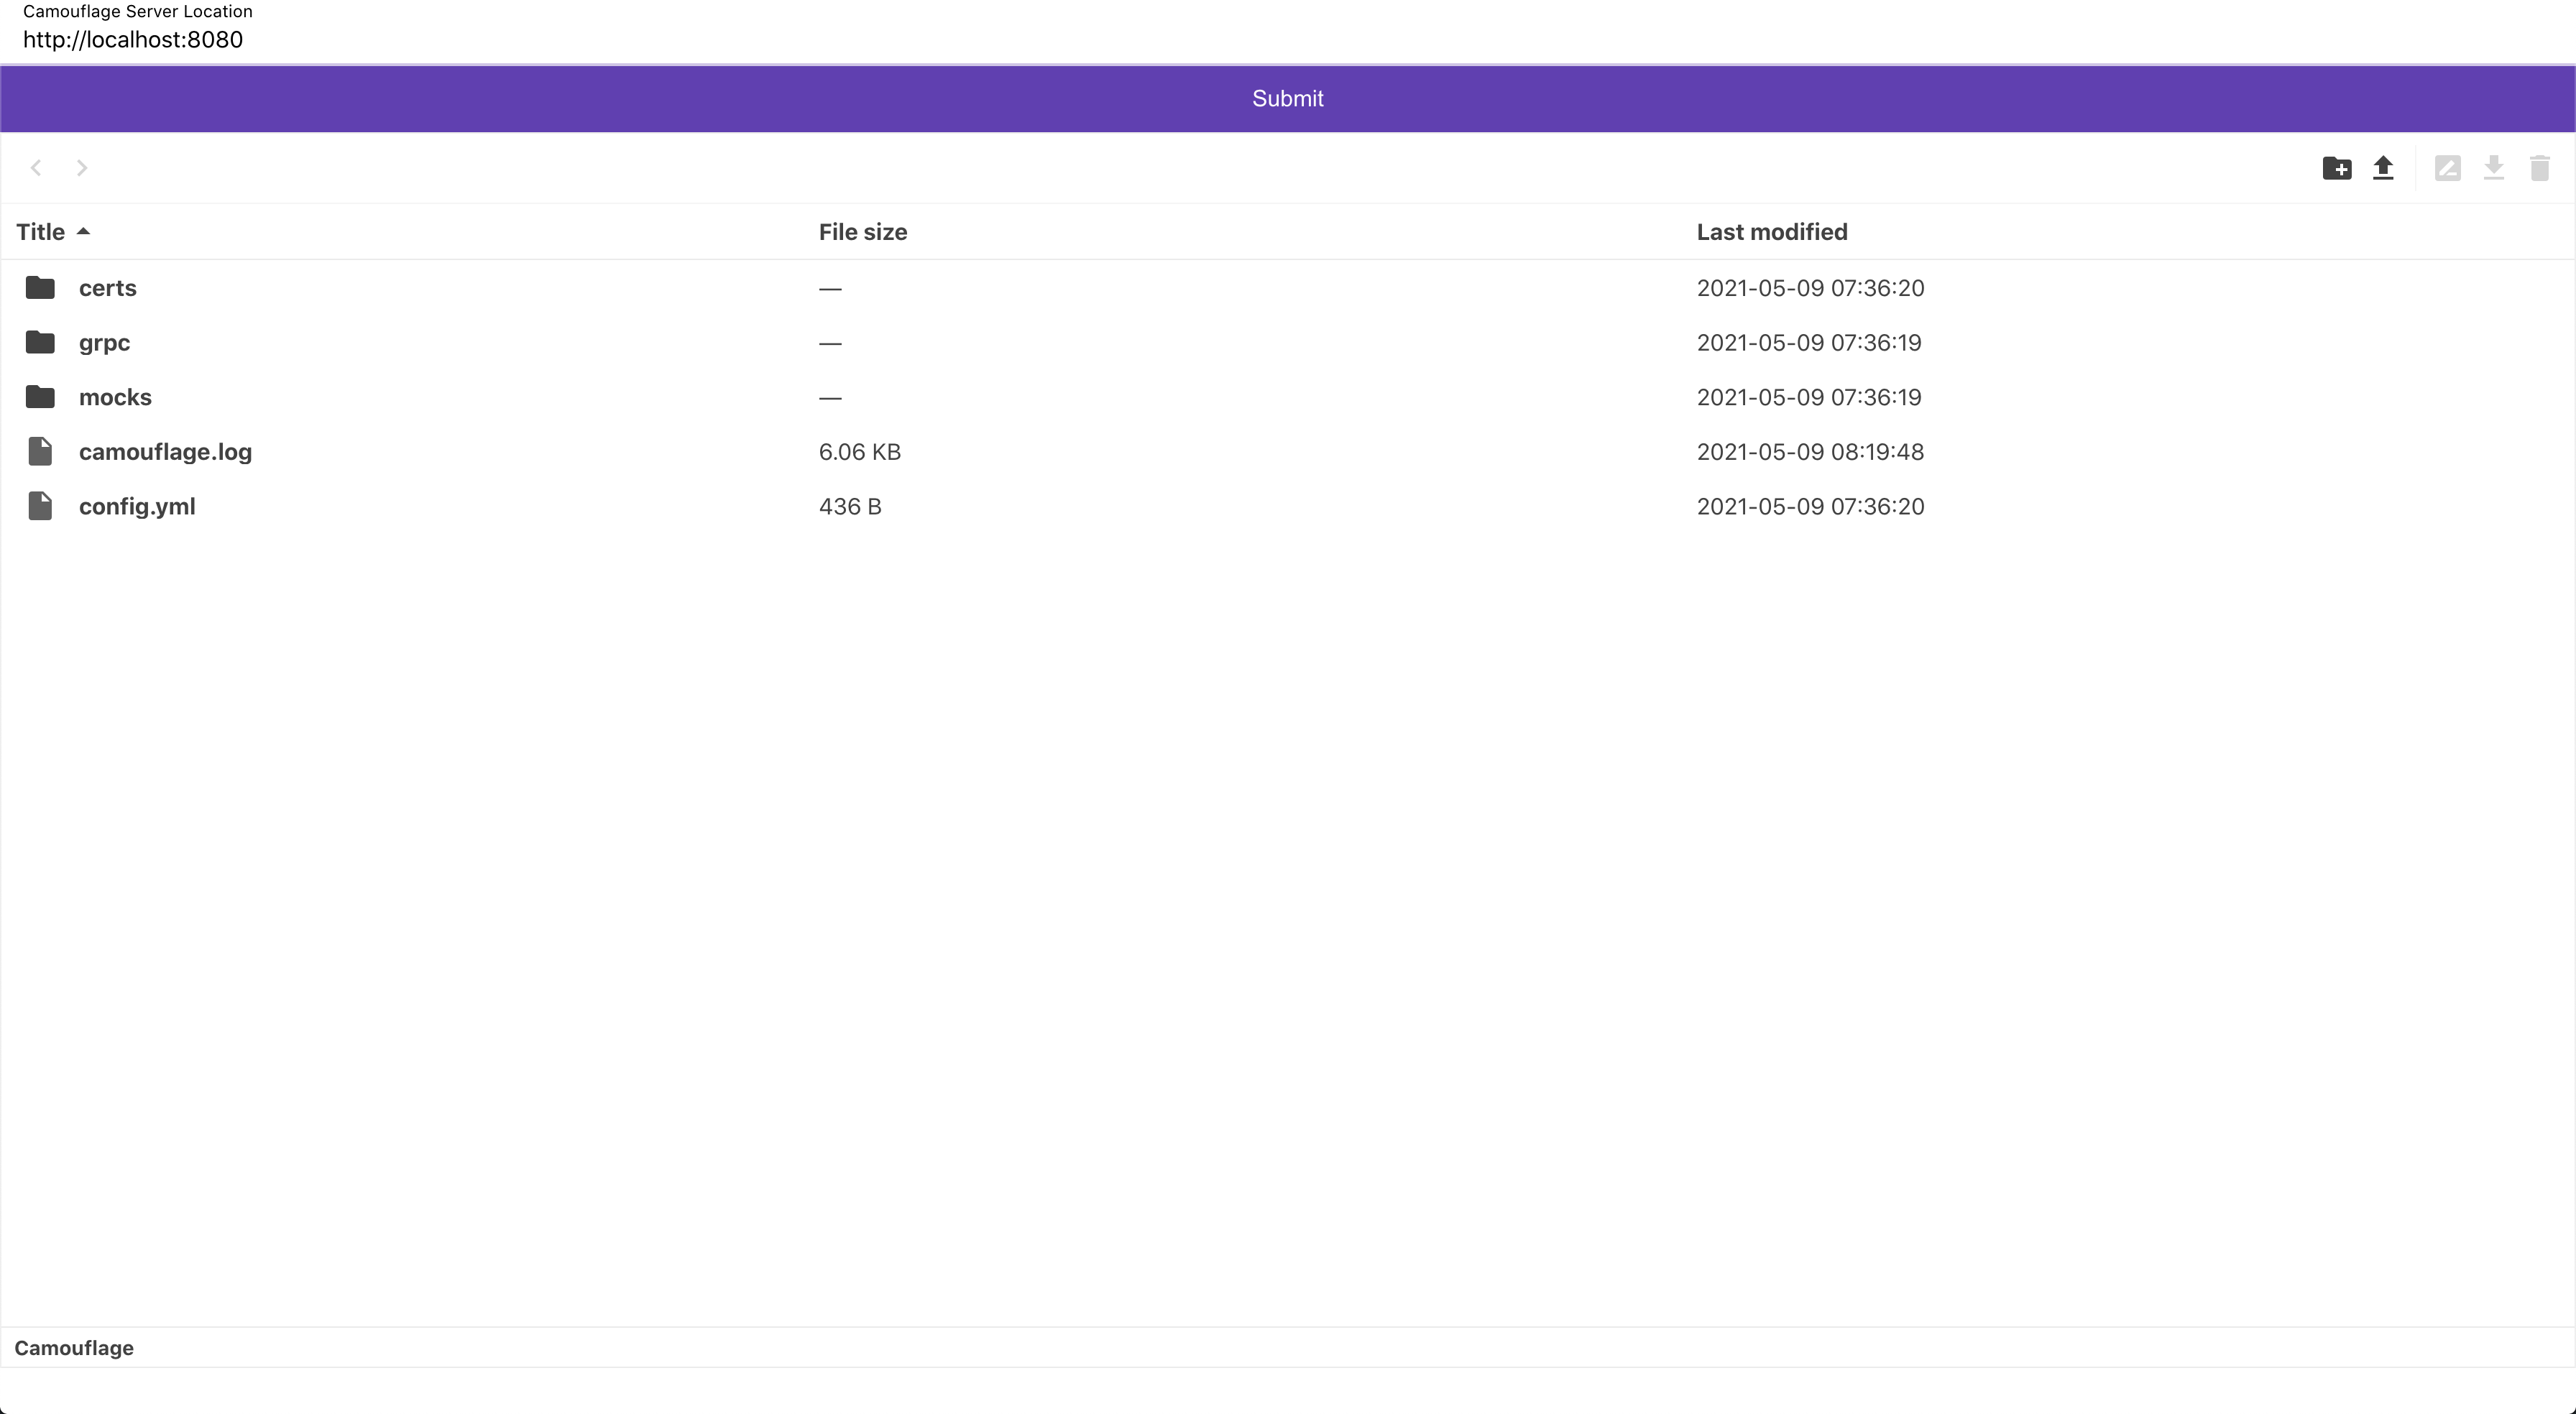 Camouflage Server Location
http://localhost:8080
Submit
Title File size Last modified
certs — 2021-05-09 07:36:20
grpc — 2021-05-09 07:36:19
mocks — 2021-05-09 07:36:19
camouflage.log 6.06 KB 2021-05-09 08:19:48
config.yml 436 B 2021-05-09 07:36:20
Camouflage